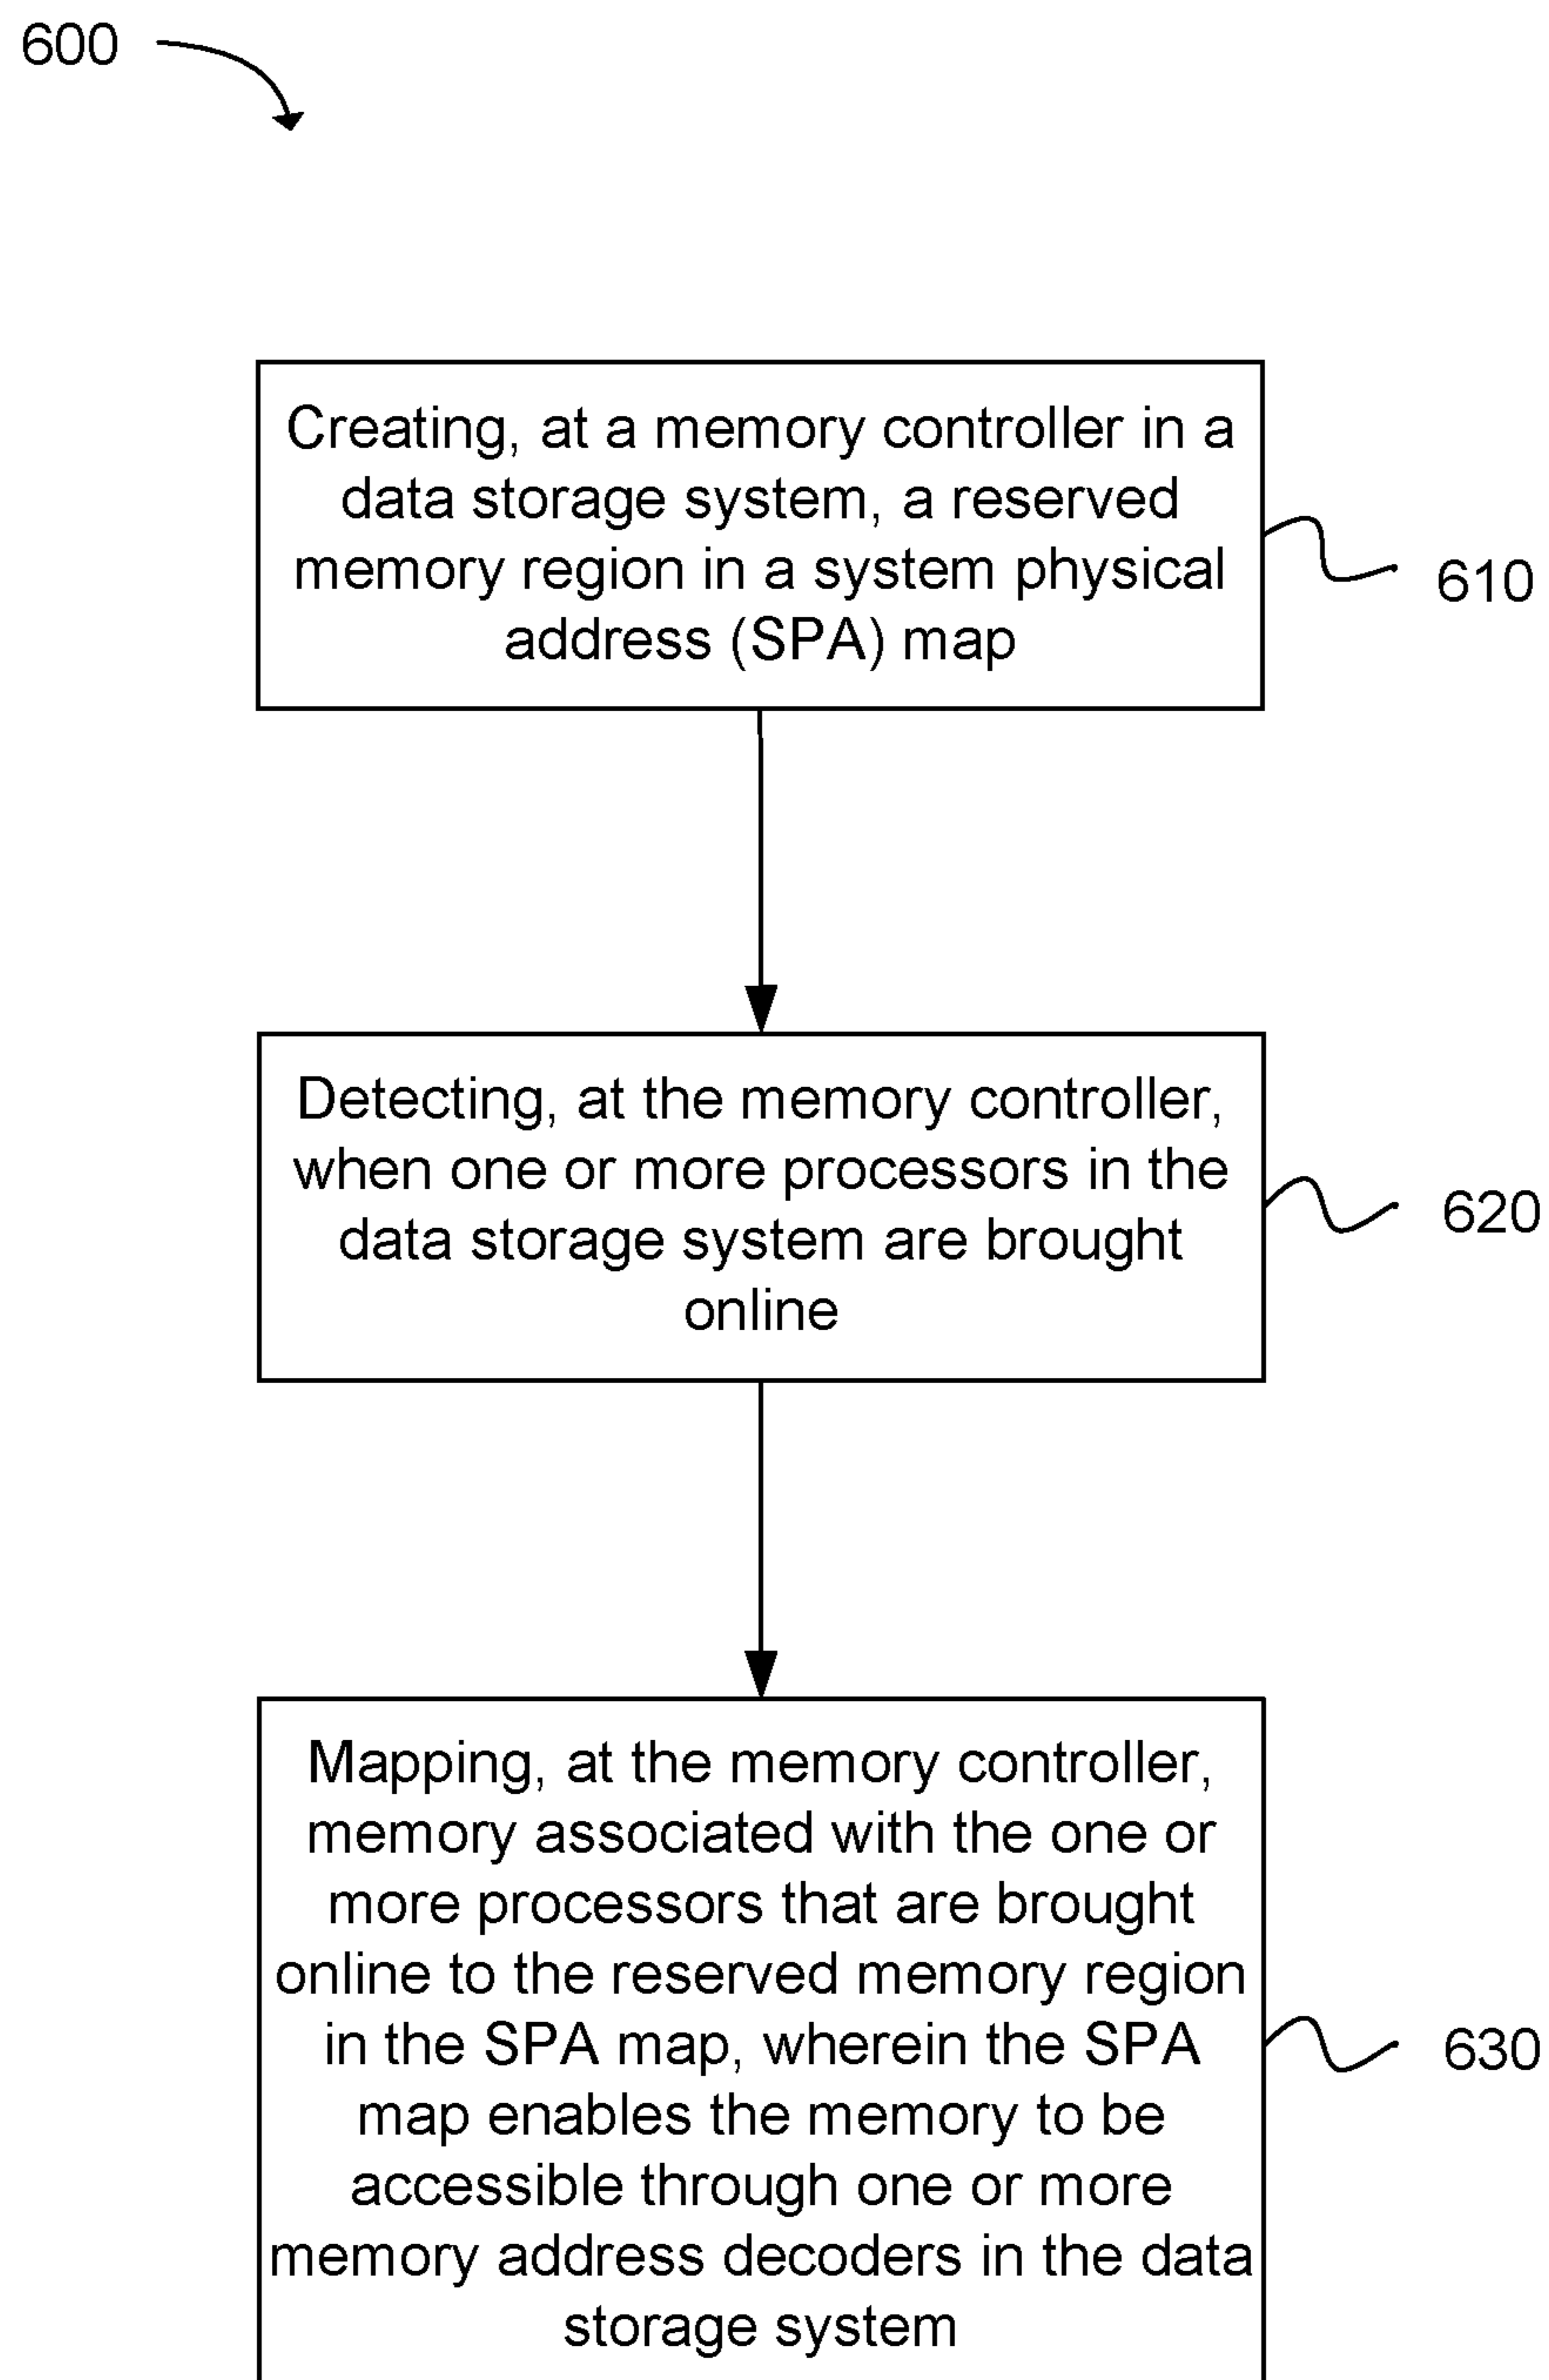 600
Creating, at a memory controller in a
data storage system, a reserved
memory region in a system physical
address (SPA) map
610
Detecting, at the memory controller,
when one or more processors in the
data storage system are brought
online
620
Mapping, at the memory controller,
memory associated with the one or
more processors that are brought
online to the reserved memory region
in the SPA map, wherein the SPA
map enables the memory to be
accessible through one or more
memory address decoders in the data
storage system
630